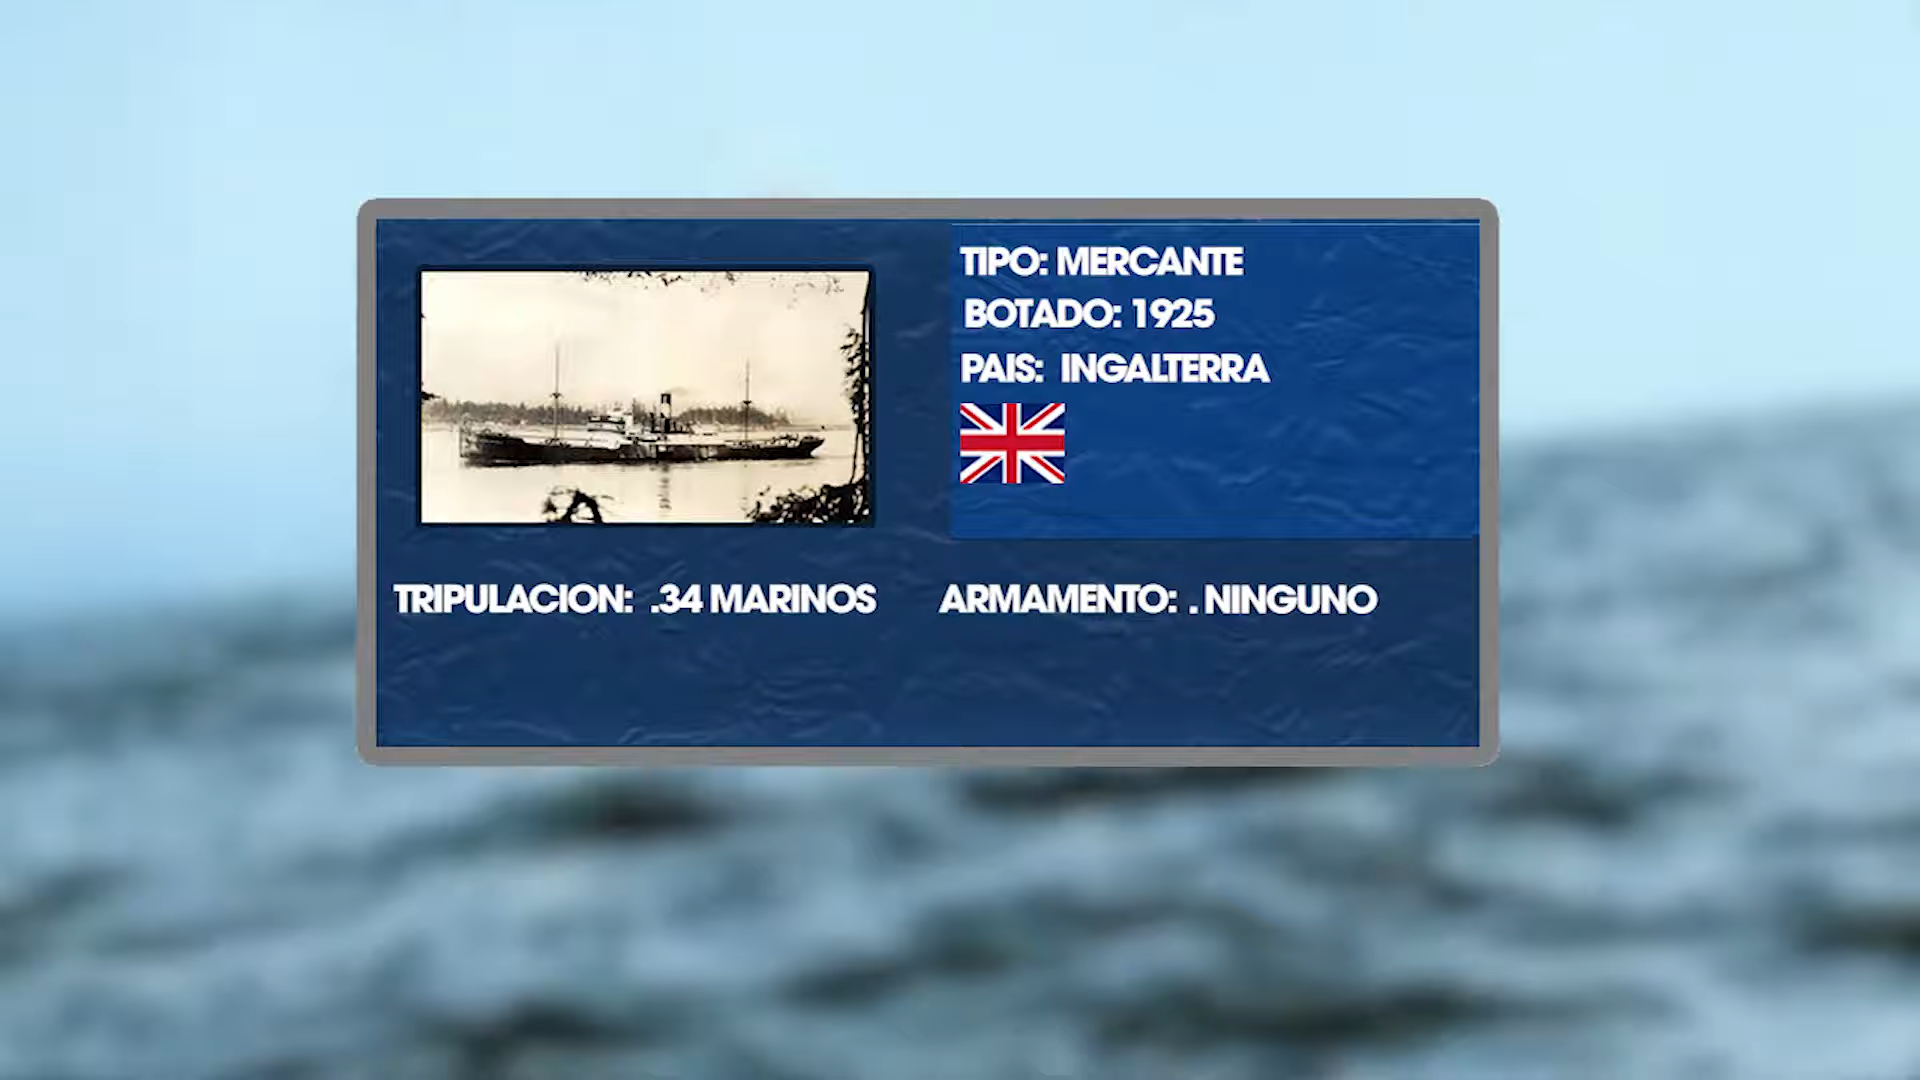 TIPO: MERCANTE
BOTADO: 1925
PAIS: INGALTERRA
TRIPULACION: .34 MARINOS
ARMAMENTO: . NINGUNO